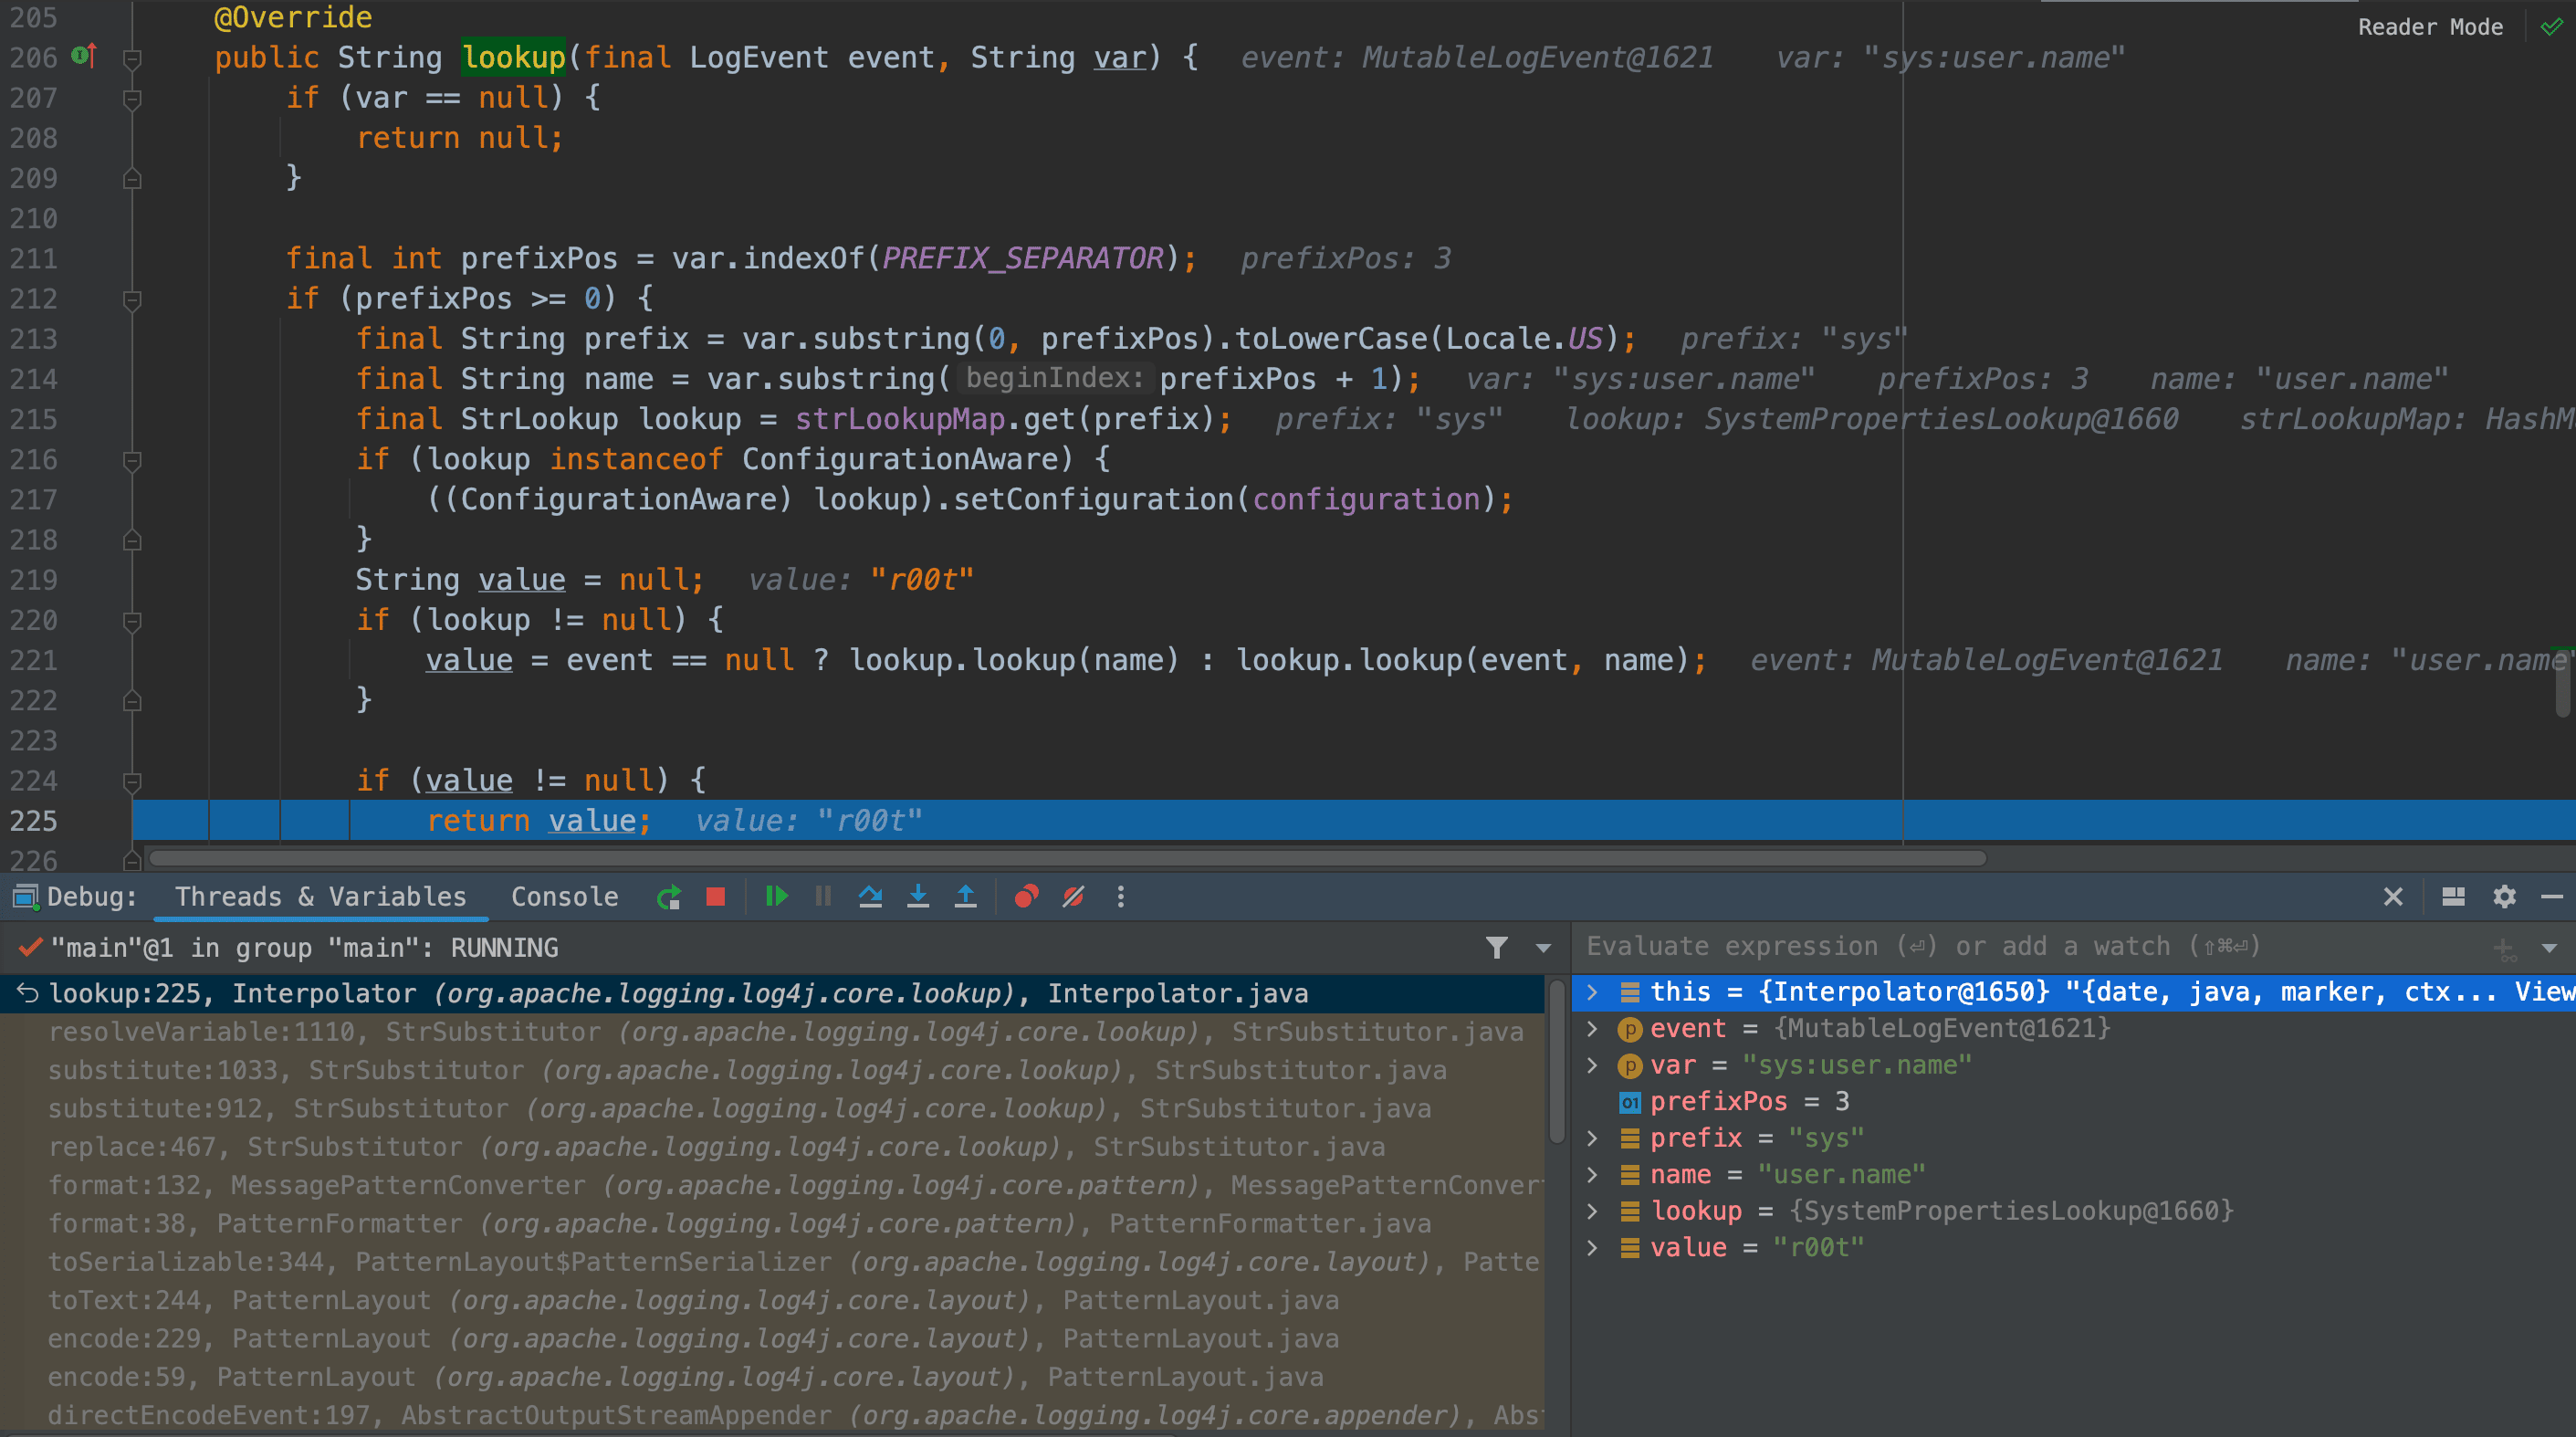 205 @Override
Reader Mode
206 public String lookup(final LogEvent event, String var) { event: MutableLogEvent@1621 var: "sys:user.name"
207 if (var == null) {
208 return null;
209 }
210
211 final int prefixPos = var.indexOf(PREFIX_SEPARATOR); prefixPos: 3
212 if (prefixPos >= 0) {
213 final String prefix = var.substring(0, prefixPos).toLowerCase(Locale.US); prefix: "sys"
214 final String name = var.substring( beginIndex: prefixPos + 1); var: "sys:user.name" prefixPos: 3 name: "user.name"
215 final StrLookup lookup = strLookupMap.get(prefix); prefix: "sys" lookup: SystemPropertiesLookup@1660 strLookupMap: HashM
216 if (lookup instanceof ConfigurationAware) {
217 ((ConfigurationAware) lookup).setConfiguration(configuration);
218 }
219 String value = null; value: "r00t"
220 if (lookup != null) {
221 value = event == null ? lookup.lookup(name) : lookup.lookup(event, name); event: MutableLogEvent@1621 name: "user.name"
222 }
223
224 if (value != null) {
225 return value; value: "r00t"
226
Debug: Threads & Variables Console
"main"@1 in group "main": RUNNING
lookup:225, Interpolator (org.apache.logging.log4j.core.lookup), Interpolator.java
resolveVariable:1110, StrSubstitutor (org.apache.logging.log4j.core.lookup), StrSubstitutor.java
substitute:1033, StrSubstitutor (org.apache.logging.log4j.core.lookup), StrSubstitutor.java
substitute:912, StrSubstitutor (org.apache.logging.log4j.core.lookup), StrSubstitutor.java
replace:467, StrSubstitutor (org.apache.logging.log4j.core.lookup), StrSubstitutor.java
format:132, MessagePatternConverter (org.apache.logging.log4j.core.pattern), MessagePatternConver
format:38, PatternFormatter (org.apache.logging.log4j.core.pattern), PatternFormatter.java
toSerializable:344, PatternLayout$PatternSerializer (org.apache.logging.log4j.core.layout), Patte
toText:244, PatternLayout (org.apache.logging.log4j.core.layout), PatternLayout.java
encode:229, PatternLayout (org.apache.logging.log4j.core.layout), PatternLayout.java
encode:59, PatternLayout (org.apache.logging.log4j.core.layout), PatternLayout.java
directEncodeEvent:197, AbstractOutputStreamAppender (org.apache.logging.log4j.core.appender), Abs
Evaluate expression (⏎) or add a watch (⇧⌘⏎)
this = {Interpolator@1650} "{date, java, marker, ctx... View
event = {MutableLogEvent@1621}
var = "sys:user.name"
prefixPos = 3
prefix = "sys"
name = "user.name"
lookup = {SystemPropertiesLookup@1660}
value = "r00t"